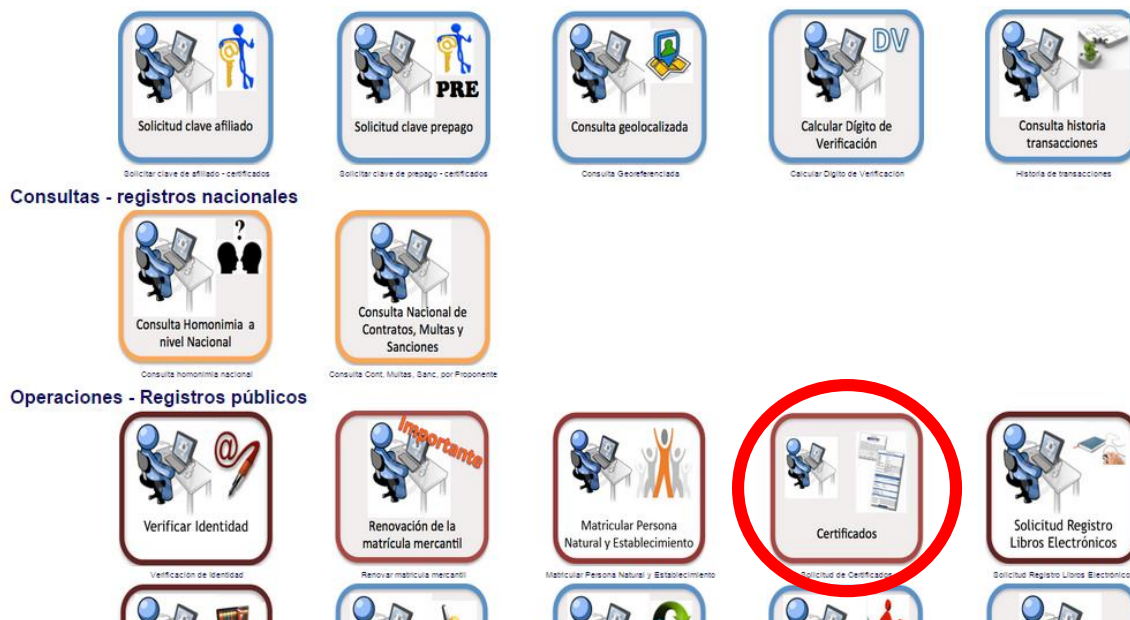 PRE
DV
Solicitud clave afiliado
Solicitud clave prepago
Consulta geolocalizada
Calcular Dígito de
Verificación
Consulta historia
transacciones
Solicitar clave de afiliado - certificados
Solicitar clave de prepago - certificados
Consulta Georeferenciada
Calcular Digito de Verificación
Historia de transacciones
Consultas - registros nacionales
?
Consulta Homonimia a
nivel Nacional
Consulta Nacional de
Contratos, Multas y
Sanciones
Consulta homonimia nacional
Consulta Cont, Multas, Sanc, por Proponente
Operaciones - Registros públicos
@
Importante
Verificar Identidad
Renovación de la
matrícula mercantil
Matricular Persona
Natural y Establecimiento
Certificados
Solicitud Registro
Libros Electrónicos
Verificación de Identidad
Renovar matricula mercantil
Matricular Persona Natural y Establecimiento
Solicitud de Certificados
Solicitud Registro Libros Electrónico